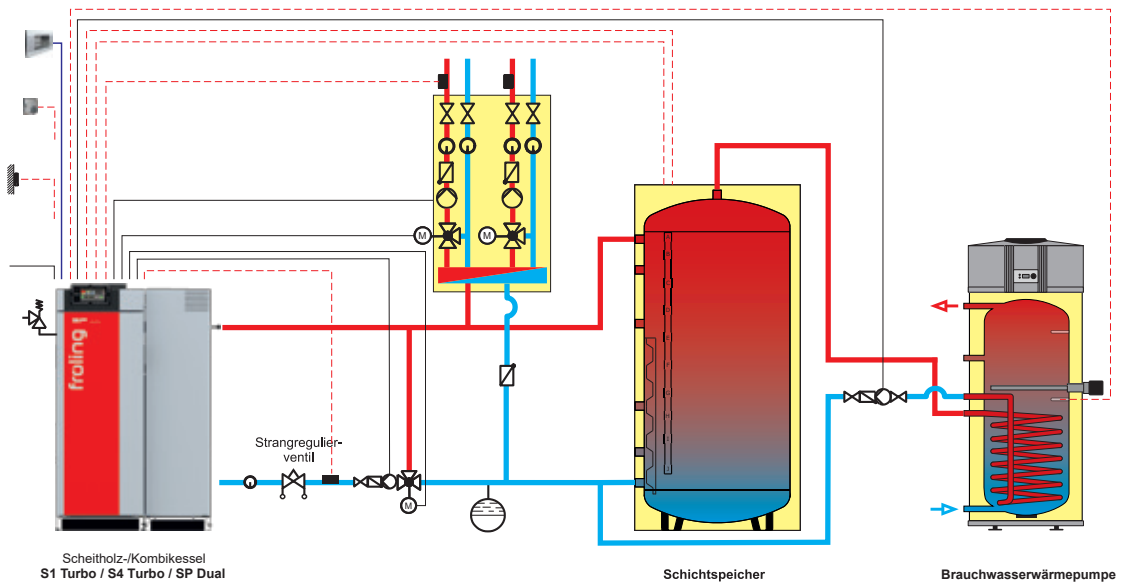 M
M
froling
Strangregulier-
ventil
M
Scheitholz-/Kombikessel
S1 Turbo / S4 Turbo / SP Dual
Schichtspeicher
Brauchwasserwärmepumpe